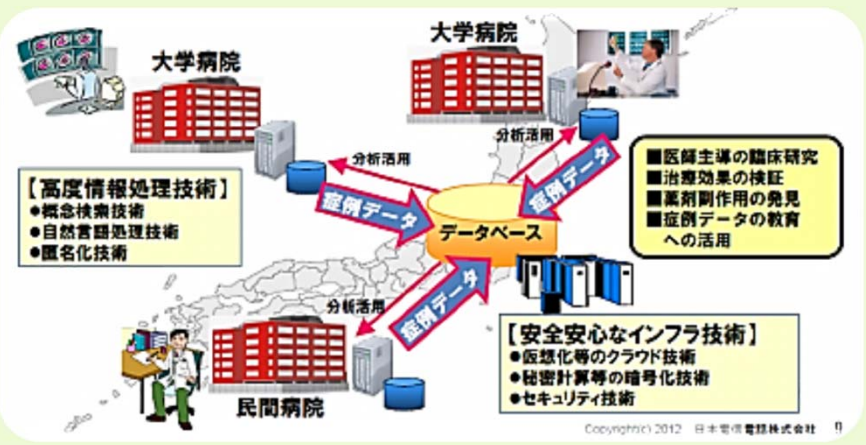 大学病院
大学病院
分析活用
分析活用
症例データ
症例データ
【高度情報処理技術】
●概念検索技術
●自然言語処理技術
●匿名化技術
■医師主導の臨床研究
■治療効果の検証
■薬剤副作用の発見
■症例データの教育
への活用
データベース
分析活用
症例データ
民間病院
【安全安心なインフラ技術】
●仮想化等のクラウド技術
●秘密計算等の暗号化技術
●セキュリティ技術
Copyright(c) 2012 日本電信電話株式会社 9